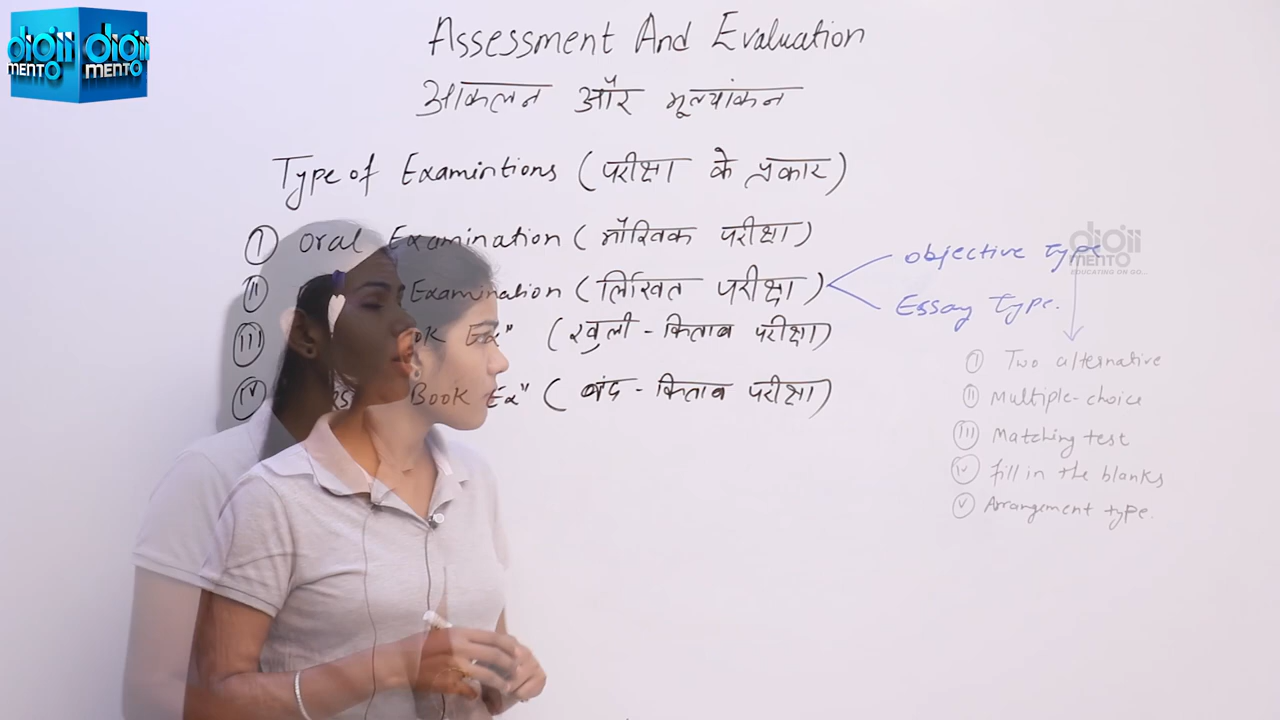 digii MENTO digii MENTO
Assessment And Evaluation
आकलन और मूल्यांकन
Type of Examintions (परीक्षा के प्रकार)
I Oral Examination (मौखिक परीक्षा)
II Examination (लिखित परीक्षा)
objective type
Essay type.
III Ex" (खुली - किताब परीक्षा)
IV Book Ex" (बंद - किताब परीक्षा)
digii MENTO
EDUCATING ON GO...
I Two alternative
II Multiple-choice
III Matching test
IV fill in the blanks
V Arrangement type.